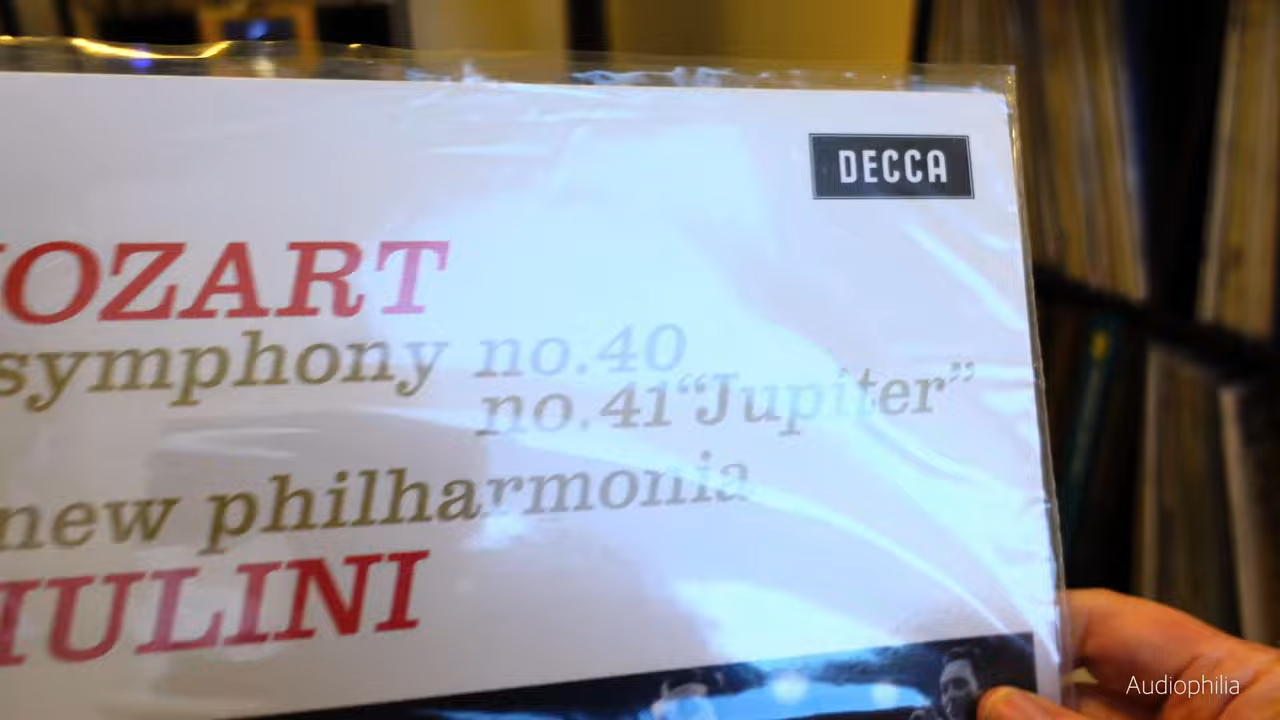 DECCA
OZART
symphony no.40
no.41“Jupiter”
new philharmonia
IULINI
Audiophilia